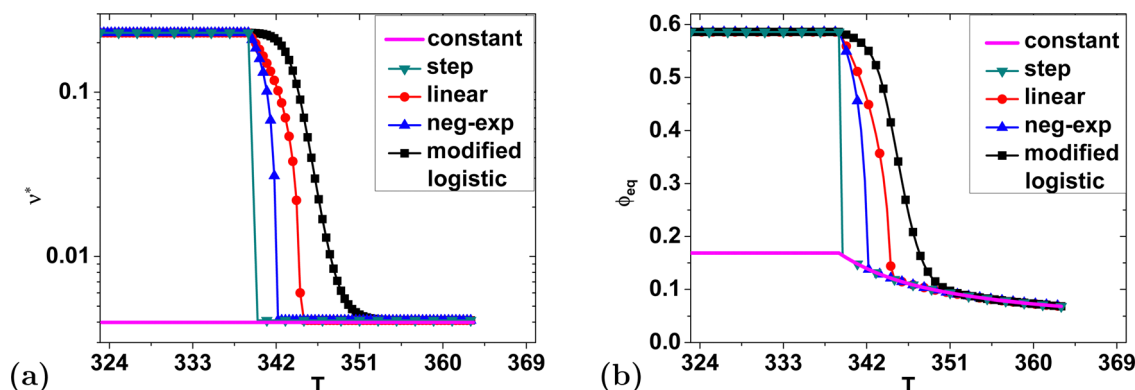 constant
step
linear
neg-exp
modified
logistic
0.1
0.01
ν*
324 333 342 351 360 369
T
(a)
constant
step
linear
neg-exp
modified
logistic
0.6
0.5
0.4
0.3
0.2
0.1
0.0
ϕeq
324 333 342 351 360 369
T
(b)